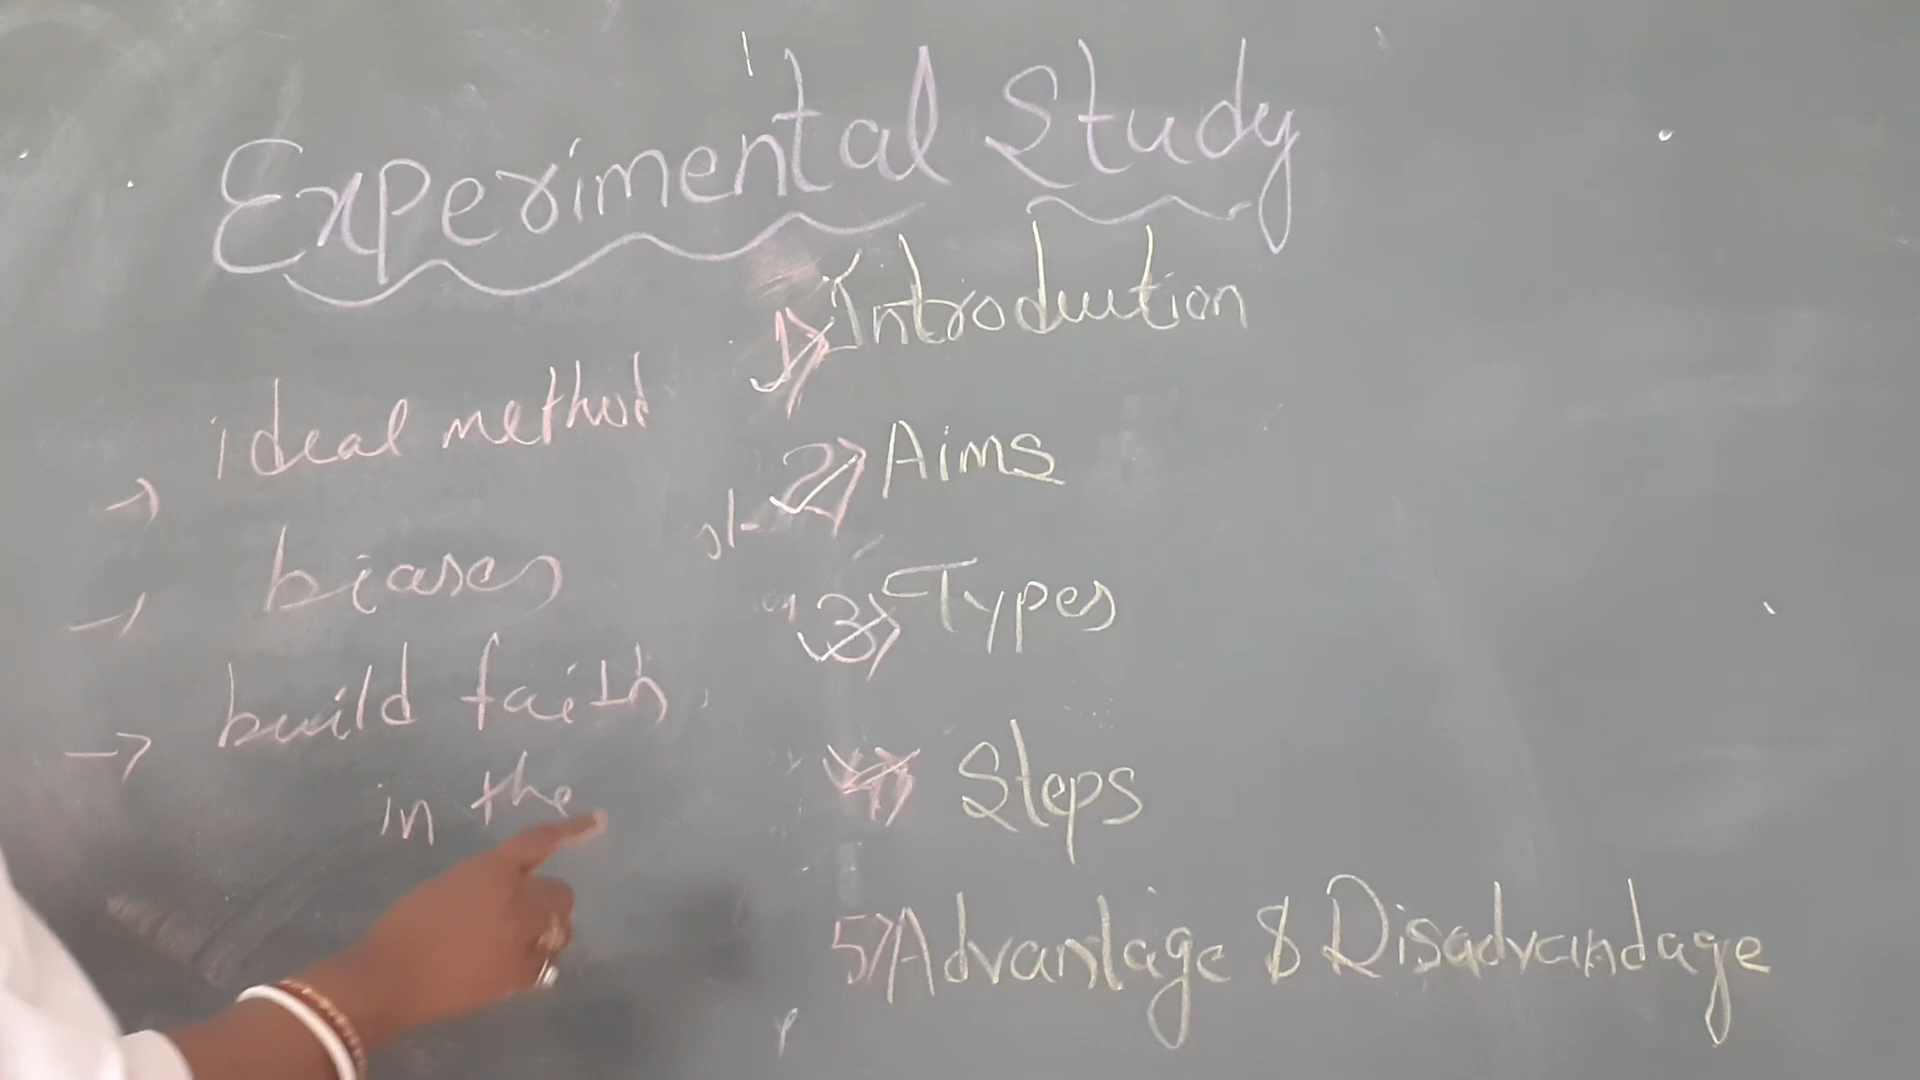 Experimental Study
1) Introduction
2) Aims
3) Types
4) Steps
5) Advantage & Disadvandage
→ ideal method
→ biases
→ build faith
in the